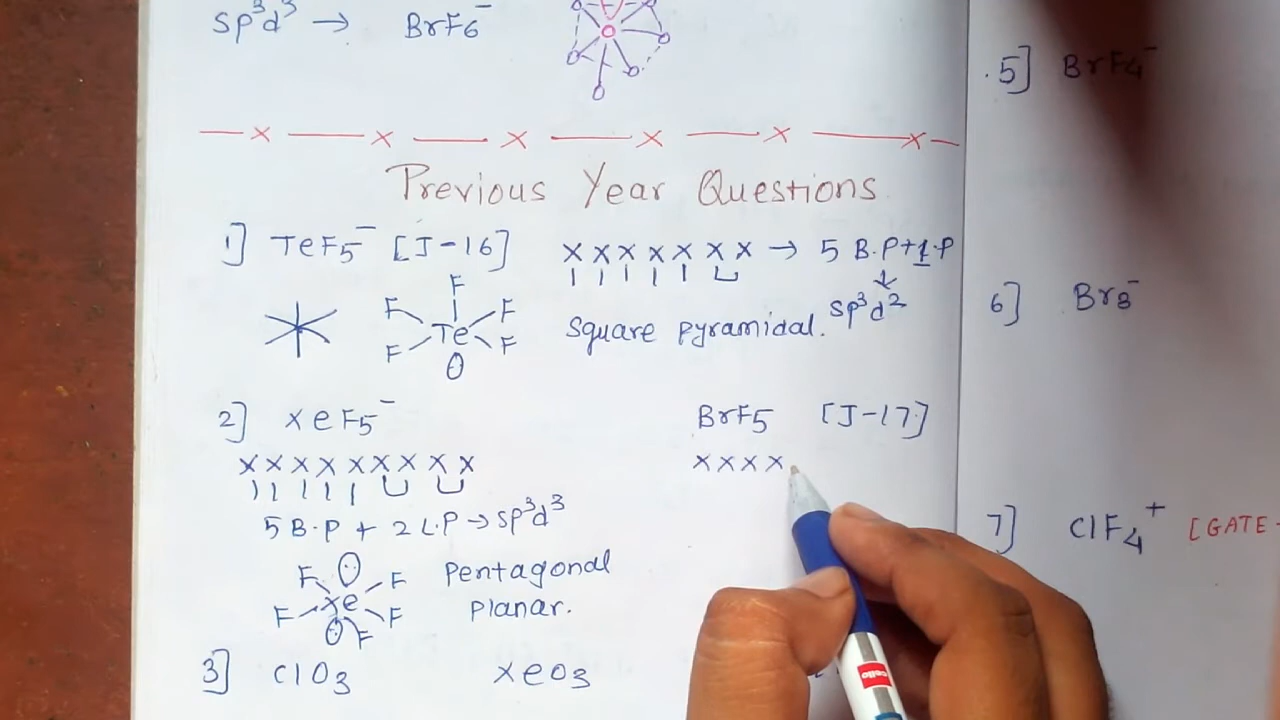 Sp³d³ → BrF6⁻
— x — x — x — x — x — x —
Previous Year Questions
1] TeF5⁻ [J-16] x x x x x x x → 5 B.P + 1 l.P
sp³d²
F
F F
Te
F F
Square pyramidal.
2] XeF5⁻
x x x x x x x x x
5 B.P + 2 L.P → sp³d³
F F
F Xe F
F
Pentagonal
Planar.
BrF5 [J-17]
x x x x
3] ClO3 XeO3
5] BrF4⁻
6] Br3⁻
7] ClF4⁺ [GATE-
cello